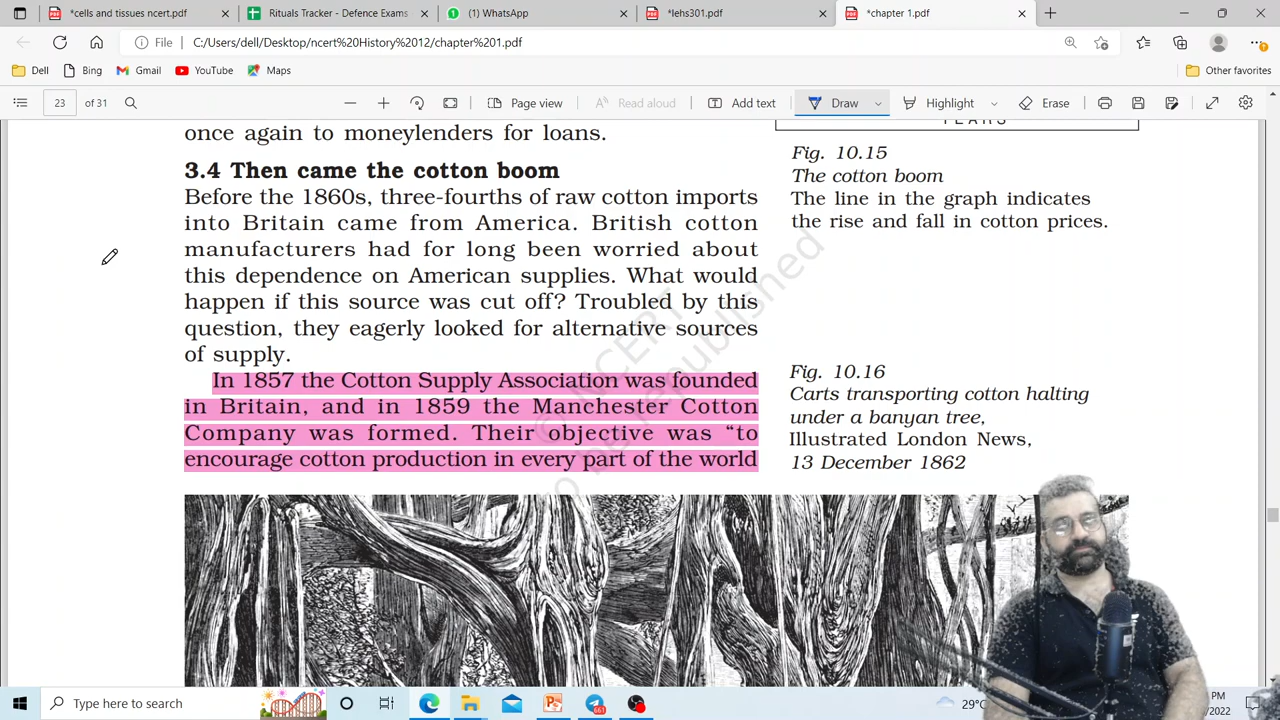 *cells and tissues ncert.pdf
Rituals Tracker - Defence Exams
(1) WhatsApp
*lehs301.pdf
*chapter 1.pdf
File
C:/Users/dell/Desktop/ncert%20History%2012/chapter%201.pdf
Dell
Bing
Gmail
YouTube
Maps
Other favorites
23 of 31
Page view
Read aloud
Add text
Draw
Highlight
Erase
once again to moneylenders for loans.
3.4 Then came the cotton boom
Before the 1860s, three-fourths of raw cotton imports
into Britain came from America. British cotton
manufacturers had for long been worried about
this dependence on American supplies. What would
happen if this source was cut off? Troubled by this
question, they eagerly looked for alternative sources
of supply.
In 1857 the Cotton Supply Association was founded
in Britain, and in 1859 the Manchester Cotton
Company was formed. Their objective was “to
encourage cotton production in every part of the world
YEARS
Fig. 10.15
The cotton boom
The line in the graph indicates
the rise and fall in cotton prices.
Fig. 10.16
Carts transporting cotton halting
under a banyan tree,
Illustrated London News,
13 December 1862
© NCERT
o be republished
Type here to search
661
29°
PM
/2022